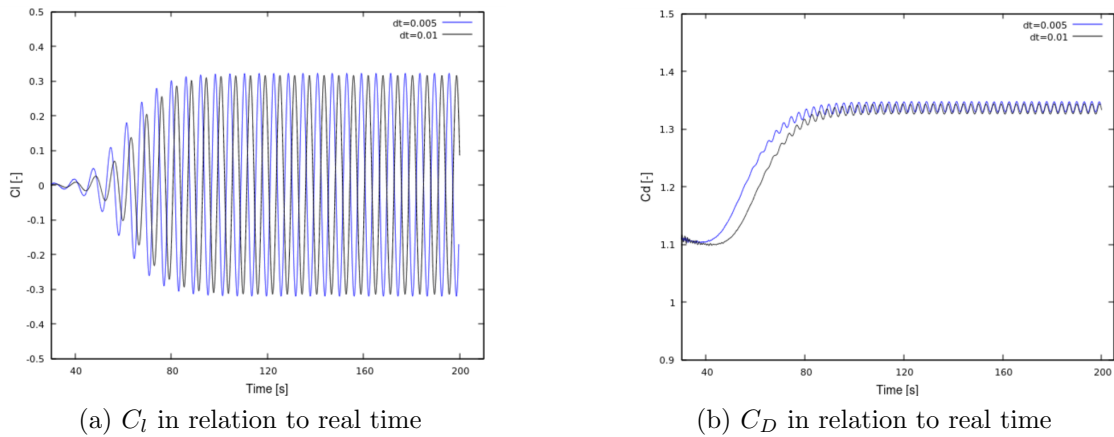 0.5
0.4
0.3
0.2
0.1
0
-0.1
-0.2
-0.3
-0.4
-0.5
Cl [-]
40 80 120 160 200
Time [s]
dt=0.005
dt=0.01
(a) C_l in relation to real time
1.5
1.4
1.3
1.2
1.1
1
0.9
Cd [-]
40 80 120 160 200
Time [s]
dt=0.005
dt=0.01
(b) C_D in relation to real time